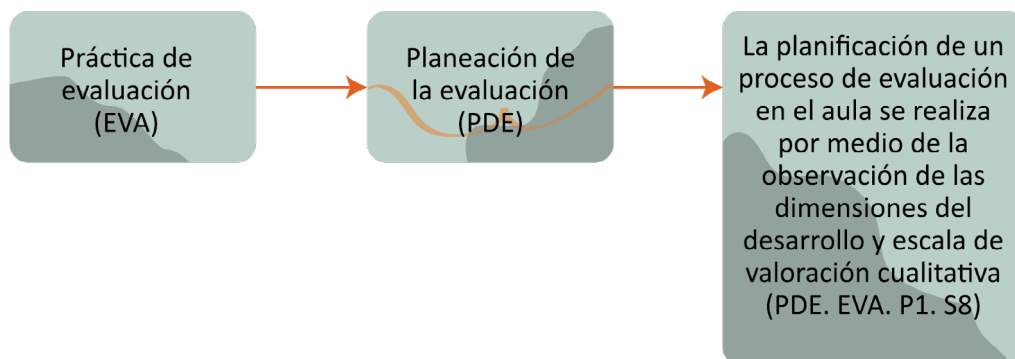 Práctica de
evaluación
(EVA)
Planeación de
la evaluación
(PDE)
La planificación de un
proceso de evaluación
en el aula se realiza
por medio de la
observación de las
dimensiones del
desarrollo y escala de
valoración cualitativa
(PDE. EVA. P1. S8)